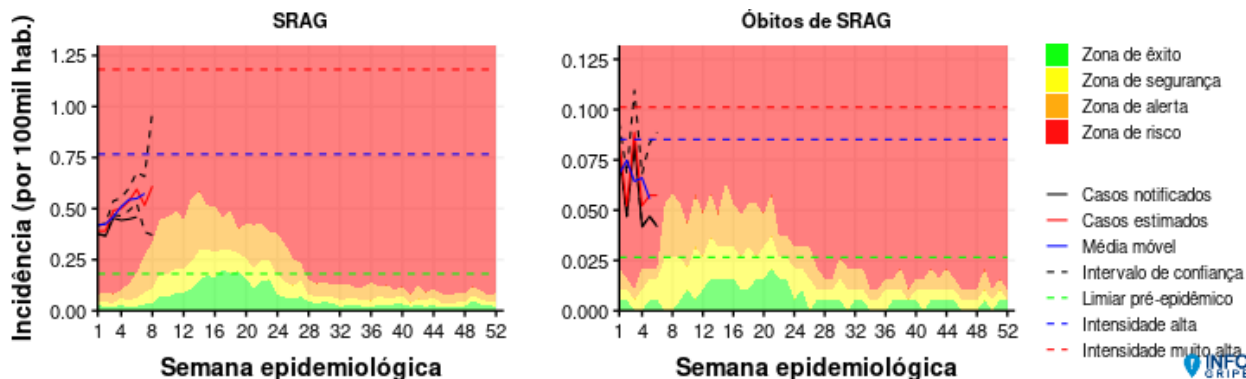 SRAG
Óbitos de SRAG
Incidência (por 100mil hab.)
1.25
1.00
0.75
0.50
0.25
0.00
1 4 8 12 16 20 24 28 32 36 40 44 48 52
Semana epidemiológica
0.125
0.100
0.075
0.050
0.025
0.000
1 4 8 12 16 20 24 28 32 36 40 44 48 52
Semana epidemiológica
Zona de êxito
Zona de segurança
Zona de alerta
Zona de risco
Casos notificados
Casos estimados
Média móvel
Intervalo de confiança
Limiar pré-epidêmico
Intensidade alta
Intensidade muito alta
INFO
GRIPE